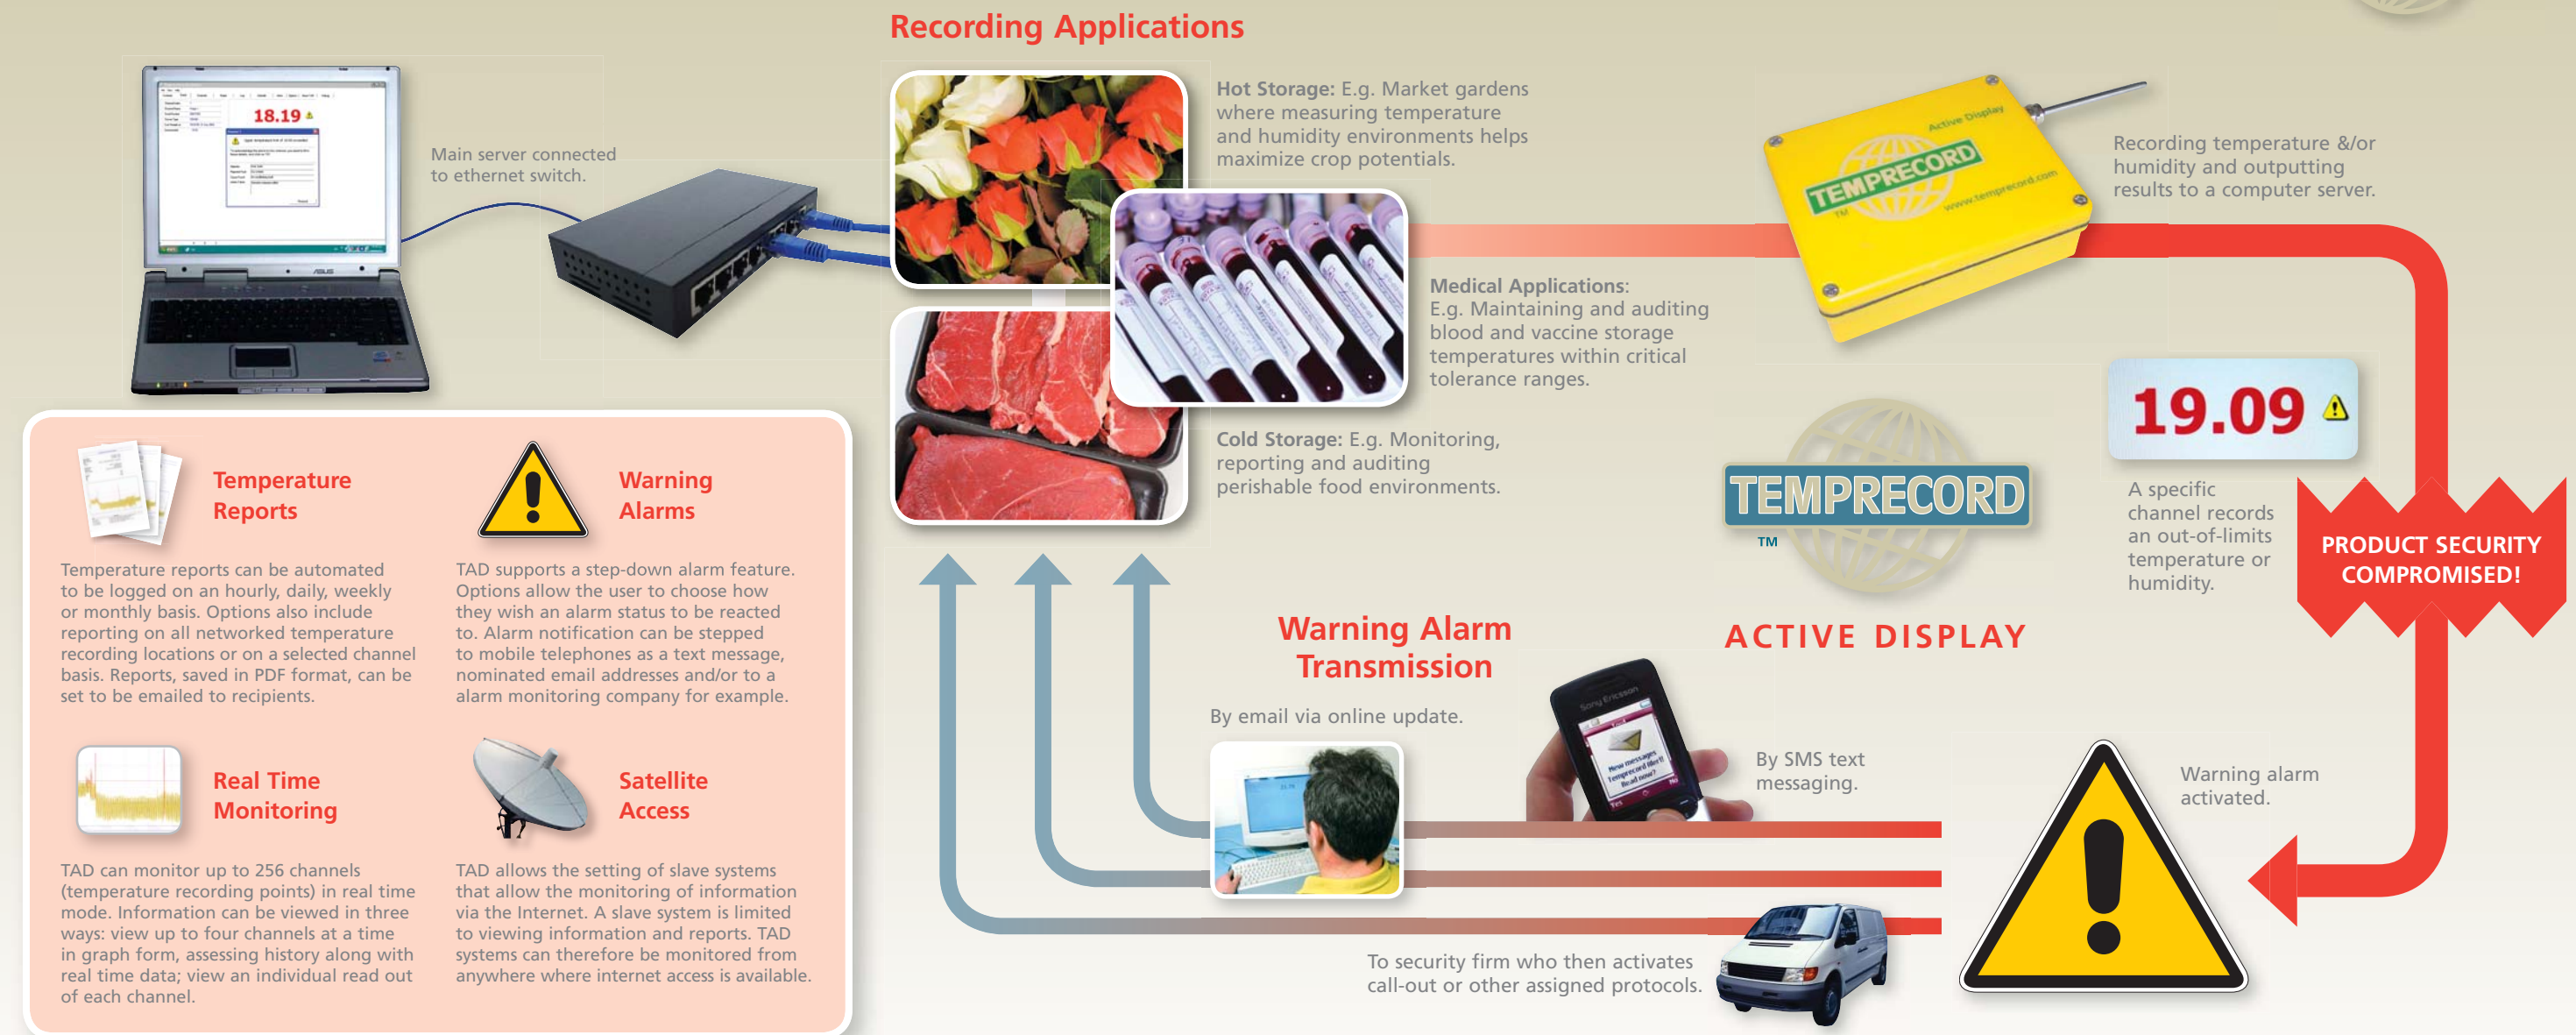 Recording Applications
18.19
ASUS
Main server connected
to ethernet switch.
Hot Storage: E.g. Market gardens
where measuring temperature
and humidity environments helps
maximize crop potentials.
Medical Applications:
E.g. Maintaining and auditing
blood and vaccine storage
temperatures within critical
tolerance ranges.
Cold Storage: E.g. Monitoring,
reporting and auditing
perishable food environments.
Active Display
TEMPRECORD
TM
www.temprecord.com
Recording temperature &/or
humidity and outputting
results to a computer server.
19.09
A specific
channel records
an out-of-limits
temperature or
humidity.
PRODUCT SECURITY
COMPROMISED!
TEMPRECORD
TM
ACTIVE DISPLAY
Temperature
Reports
Temperature reports can be automated
to be logged on an hourly, daily, weekly
or monthly basis. Options also include
reporting on all networked temperature
recording locations or on a selected channel
basis. Reports, saved in PDF format, can be
set to be emailed to recipients.
Warning
Alarms
TAD supports a step-down alarm feature.
Options allow the user to choose how
they wish an alarm status to be reacted
to. Alarm notification can be stepped
to mobile telephones as a text message,
nominated email addresses and/or to a
alarm monitoring company for example.
Real Time
Monitoring
TAD can monitor up to 256 channels
(temperature recording points) in real time
mode. Information can be viewed in three
ways: view up to four channels at a time
in graph form, assessing history along with
real time data; view an individual read out
of each channel.
Satellite
Access
TAD allows the setting of slave systems
that allow the monitoring of information
via the Internet. A slave system is limited
to viewing information and reports. TAD
systems can therefore be monitored from
anywhere where internet access is available.
Warning Alarm
Transmission
By email via online update.
Sony Ericsson
New messages
Temprecord Alert!
Read now?
Yes
No
By SMS text
messaging.
Warning alarm
activated.
To security firm who then activates
call-out or other assigned protocols.